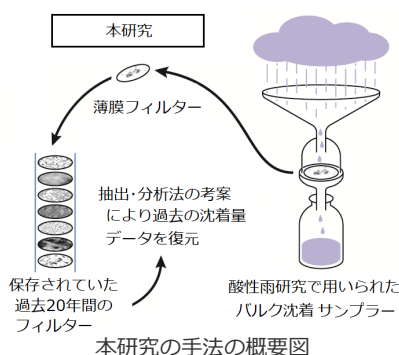 本研究
薄膜フィルター
抽出・分析法の考案
により過去の沈着量
データを復元
保存されていた
過去20年間の
フィルター
酸性雨研究で用いられた
バルク沈着 サンプラー
本研究の手法の概要図